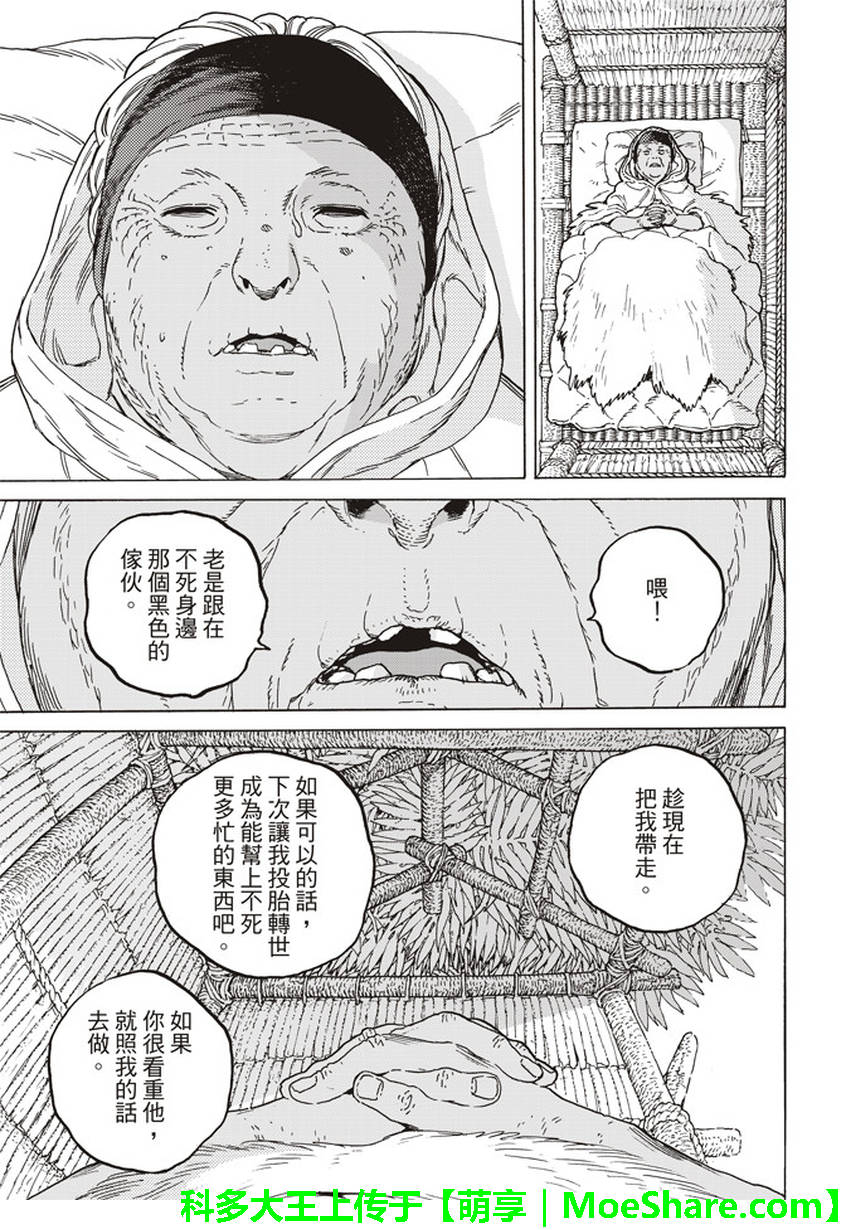 喂！
老是跟在
不死身邊
那個黑色的
傢伙。
趁現在
把我帶走。
如果可以的話，
下次讓我投胎轉世
成為能幫上不死
更多忙的東西吧。
如果
你很看重他，
就照我的話
去做。
科多大王上传于【萌享｜MoeShare.com】